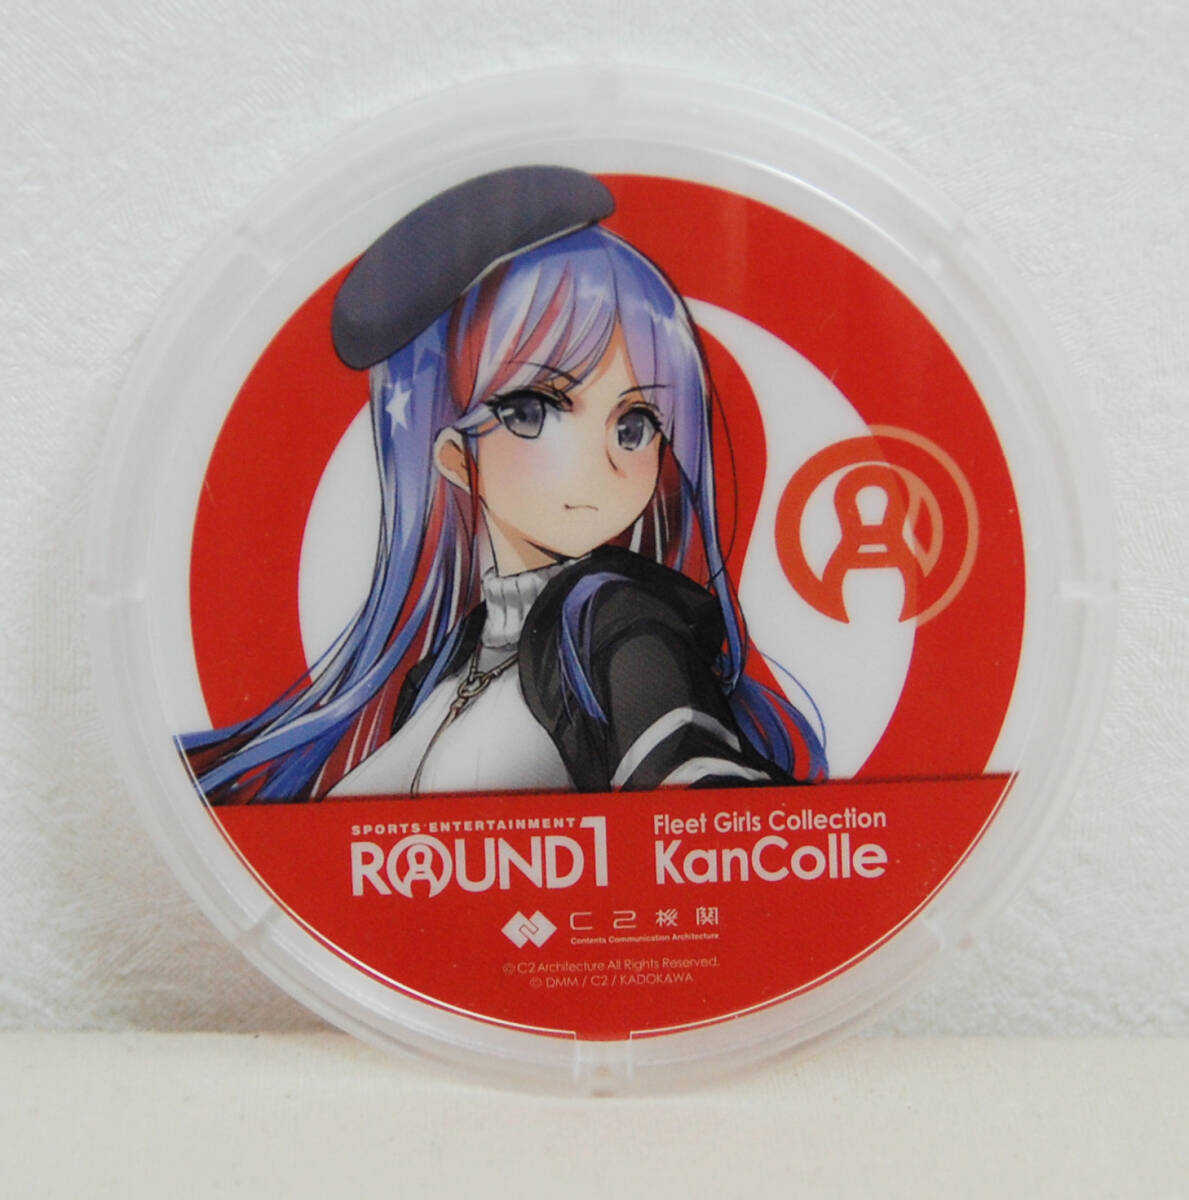 SPORTS ENTERTAINMENT
ROUND1
Fleet Girls Collection
KanColle
C2機関
Contents Communication Architecture
© C2 Architecture All Rights Reserved.
© DMM / C2 / KADOKAWA